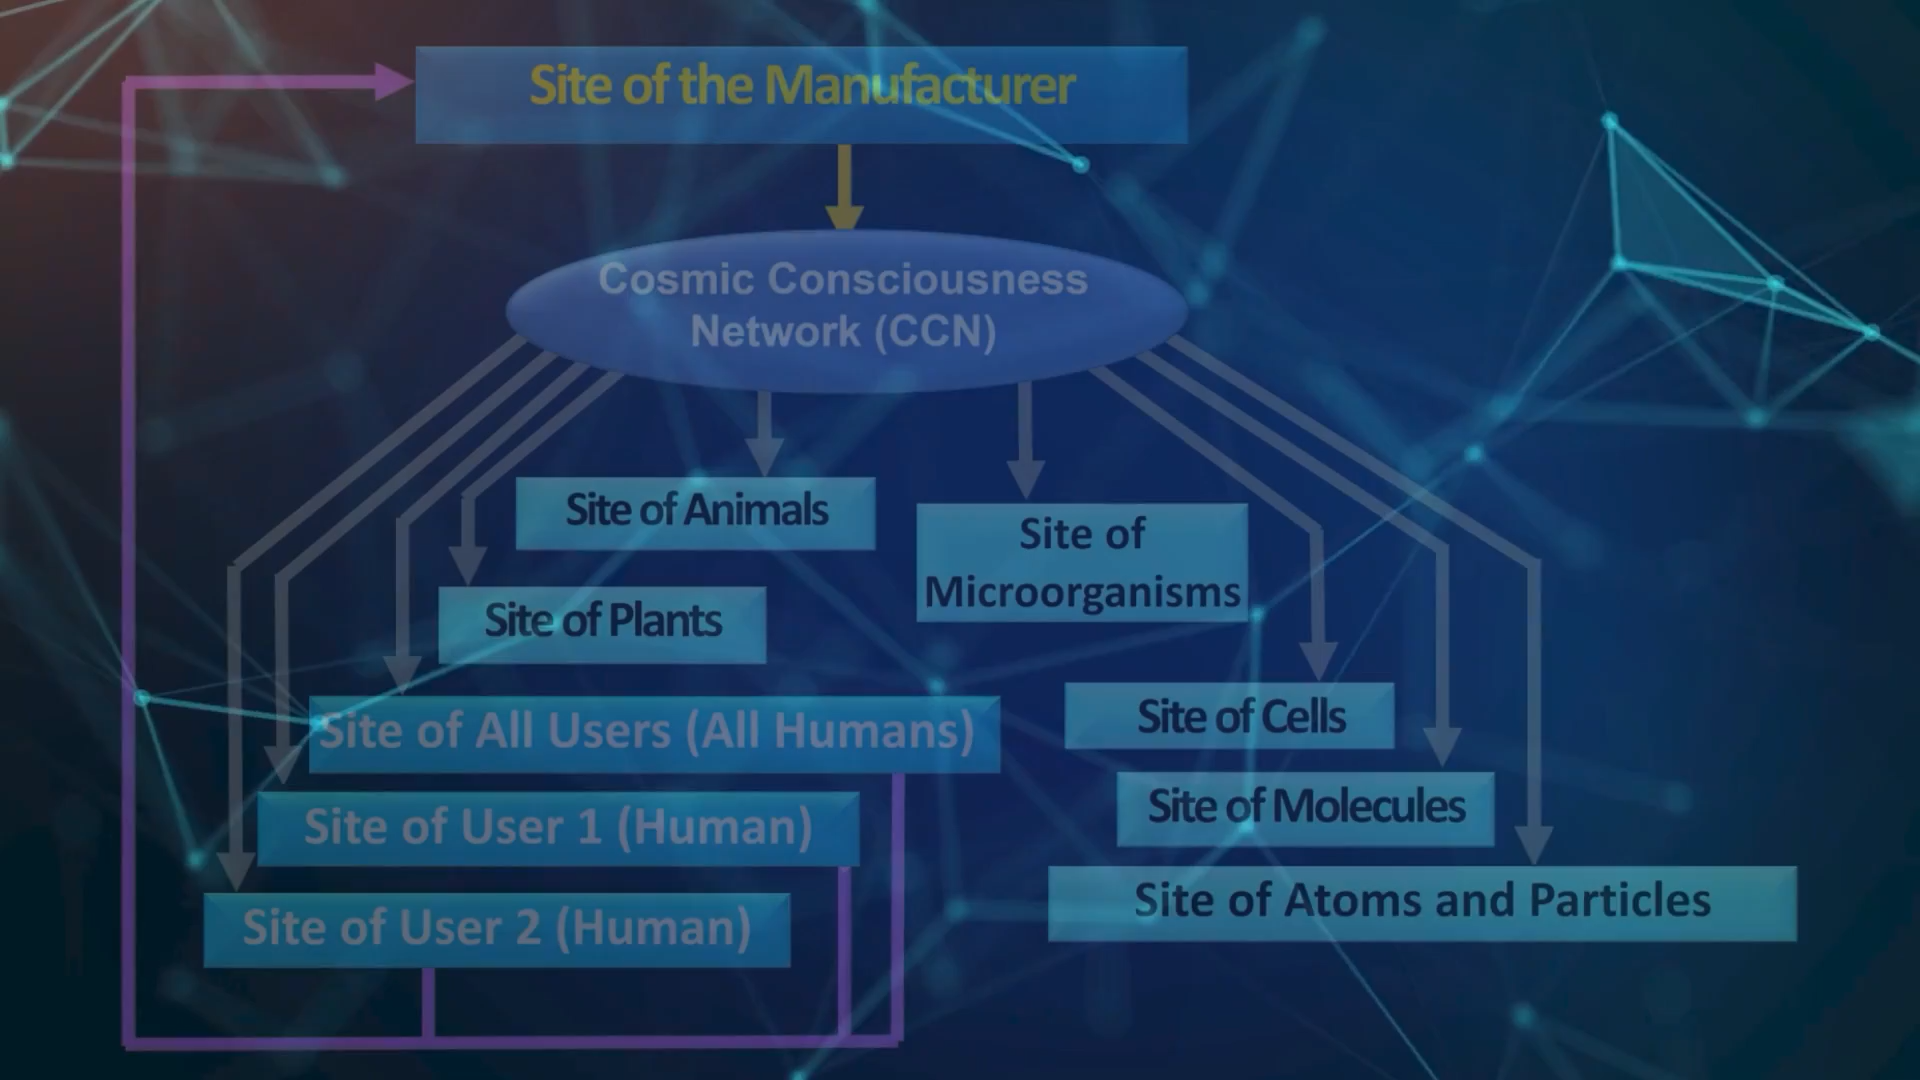 Site of the Manufacturer
Cosmic Consciousness
Network (CCN)
Site of Animals
Site of
Microorganisms
Site of Plants
Site of All Users (All Humans)
Site of Cells
Site of User 1 (Human)
Site of Molecules
Site of User 2 (Human)
Site of Atoms and Particles